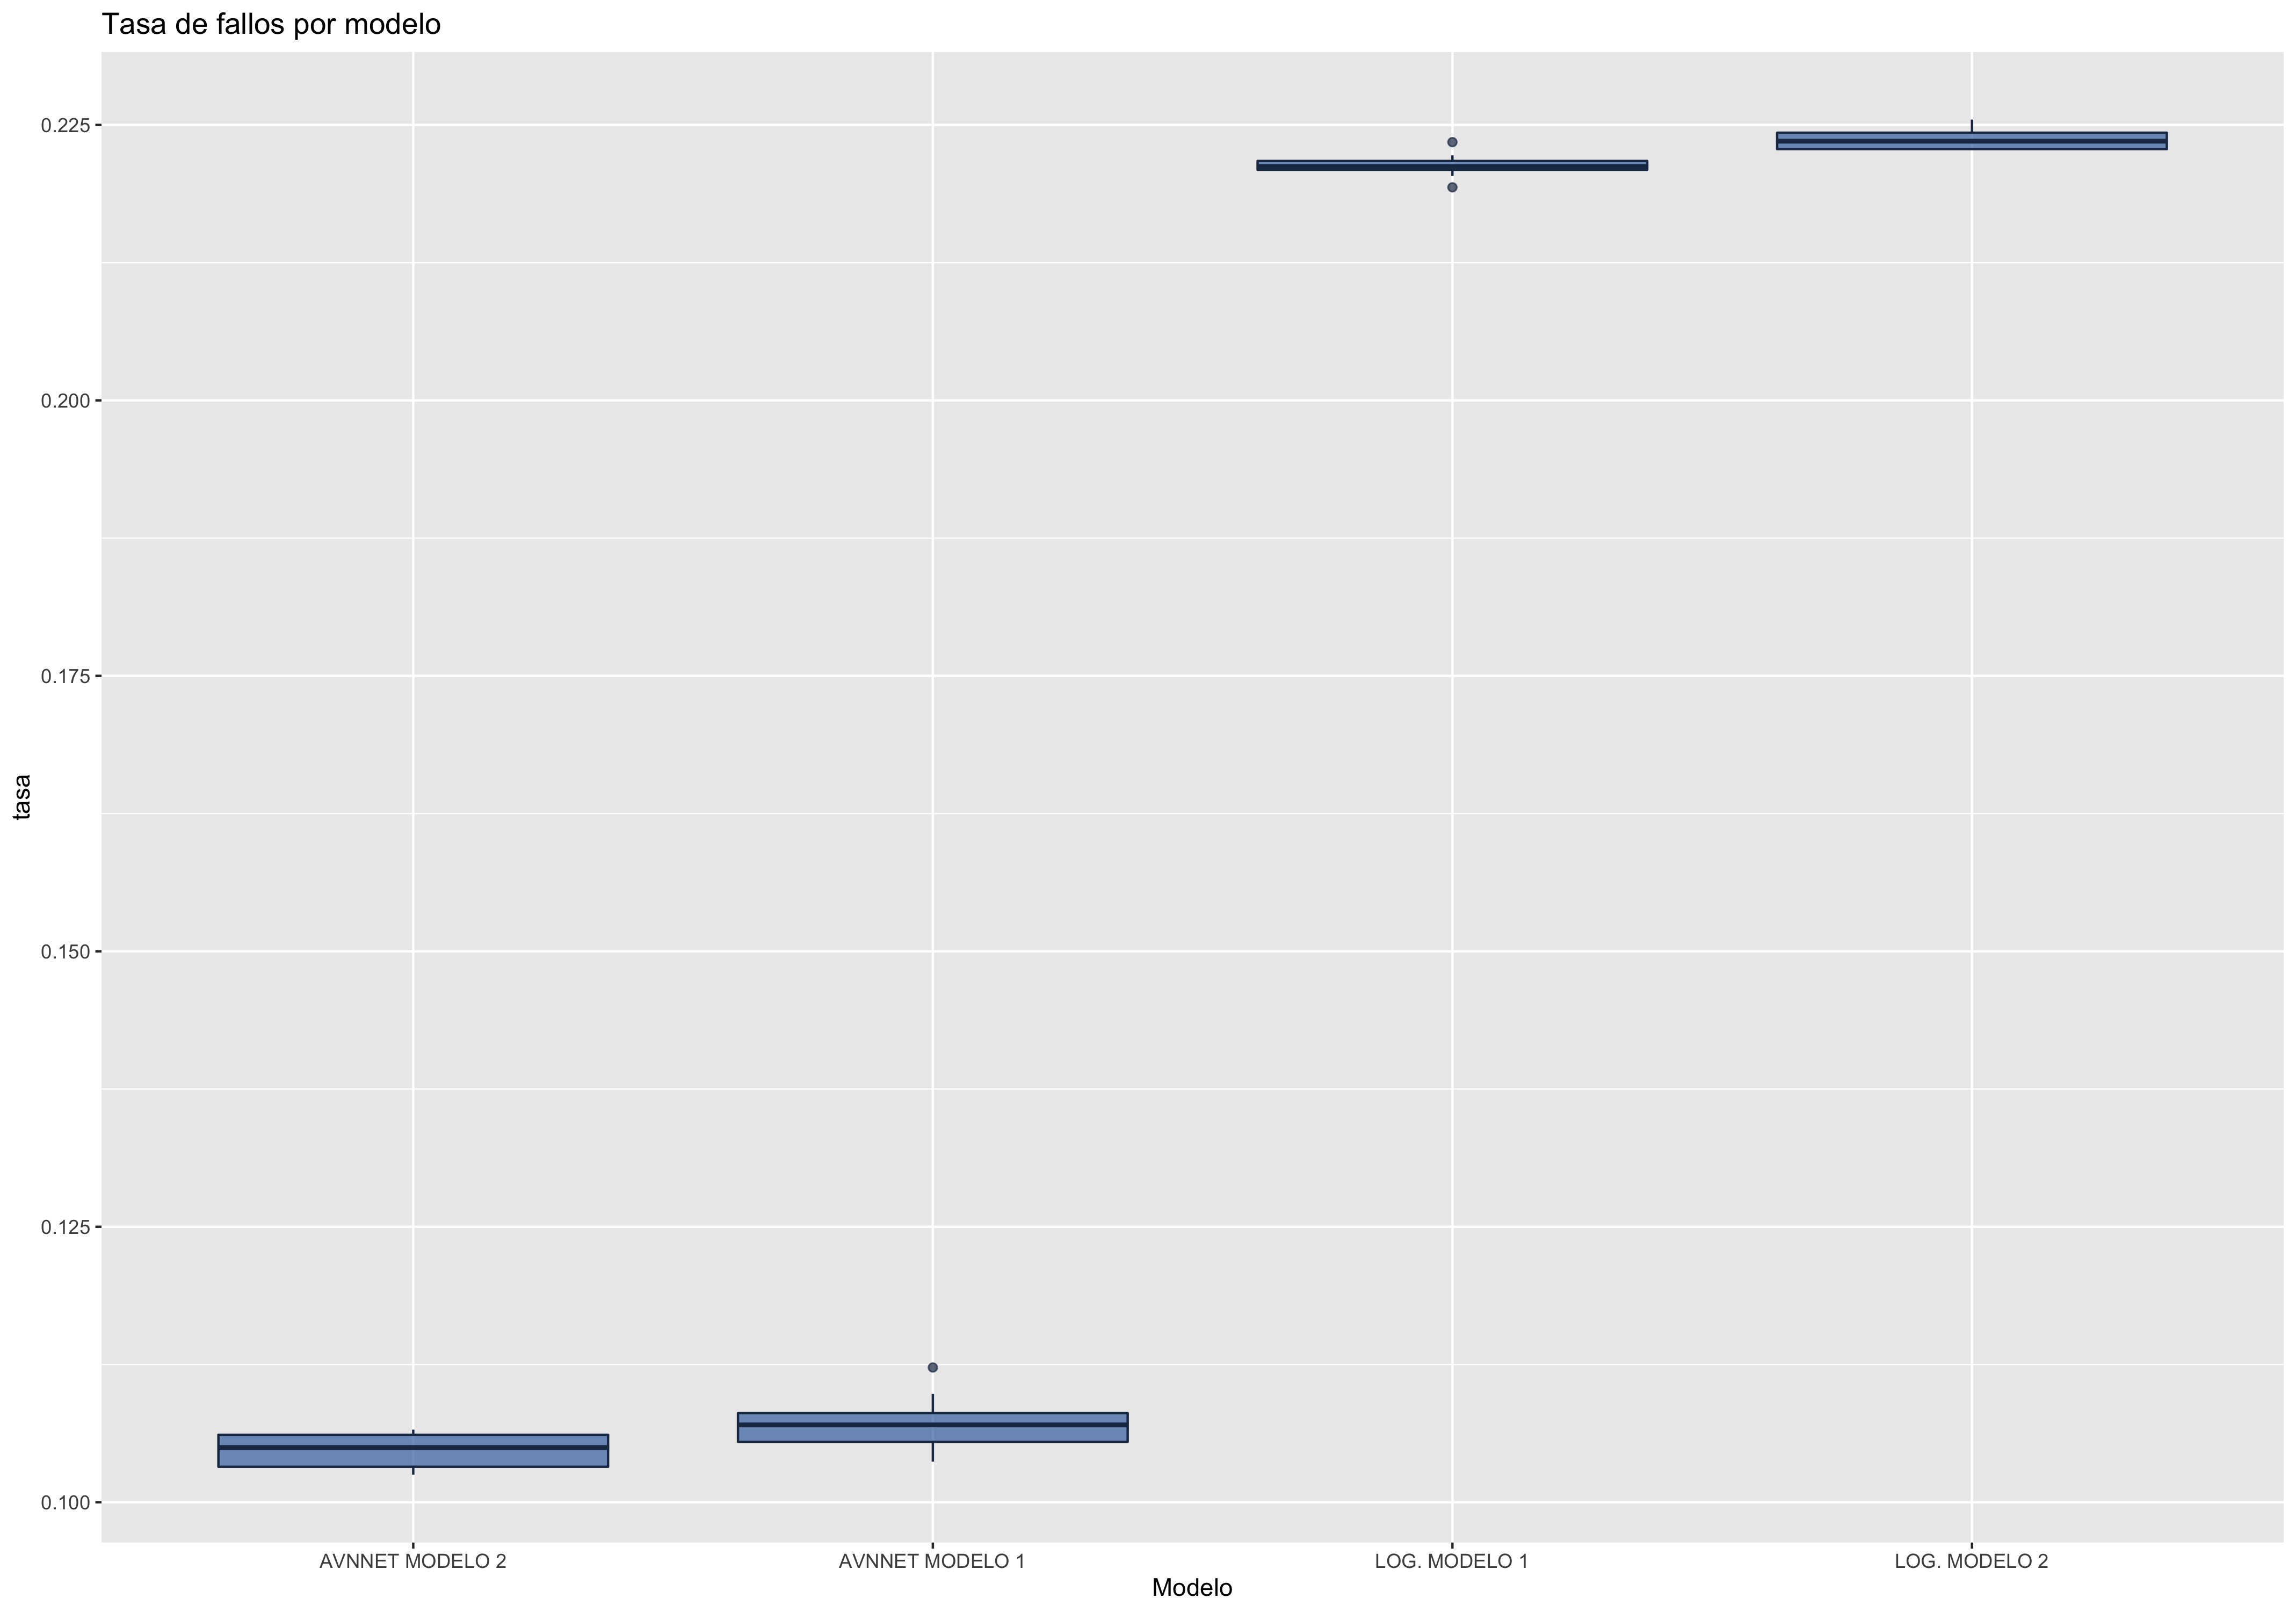 Tasa de fallos por modelo
tasa
0.225
0.200
0.175
0.150
0.125
0.100
AVNNET MODELO 2
AVNNET MODELO 1
LOG. MODELO 1
LOG. MODELO 2
Modelo